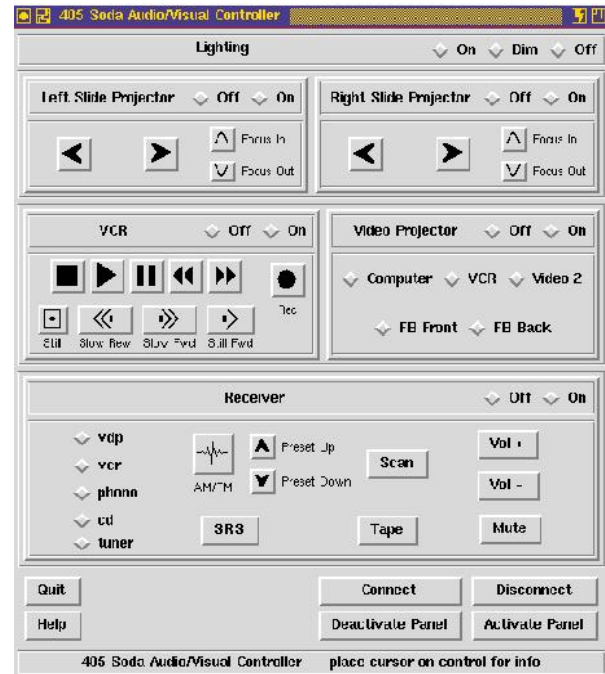 405 Soda Audio/Visual Controller
Lighting On Dim Off
Left Slide Projector Off On
Focus In
Focus Out
Right Slide Projector Off On
Focus In
Focus Out
VCR Off On
Rec
Still Slow Rew Slow Fwd Still Fwd
Video Projector Off On
Computer VCR Video 2
FB Front FB Back
Receiver Off On
vdp
vcr
phono
cd
tuner
AM/FM
Preset Up
Preset Down
Scan
Vol +
Vol -
SRS Tape Mute
Quit Connect Disconnect
Help Deactivate Panel Activate Panel
405 Soda Audio/Visual Controller place cursor on control for info